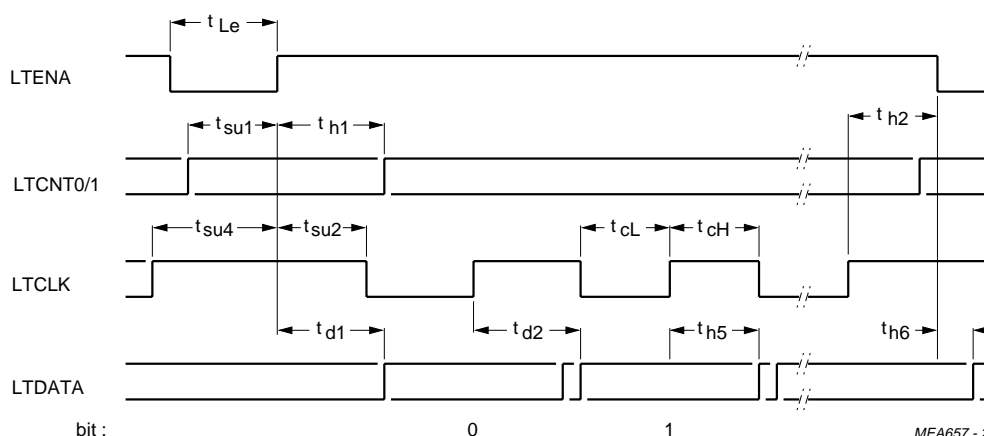 t Le
LTENA
t su1
t h1
t h2
LTCNT0/1
t su4
t su2
t cL
t cH
LTCLK
t d1
t d2
t h5
t h6
LTDATA
bit : 0 1